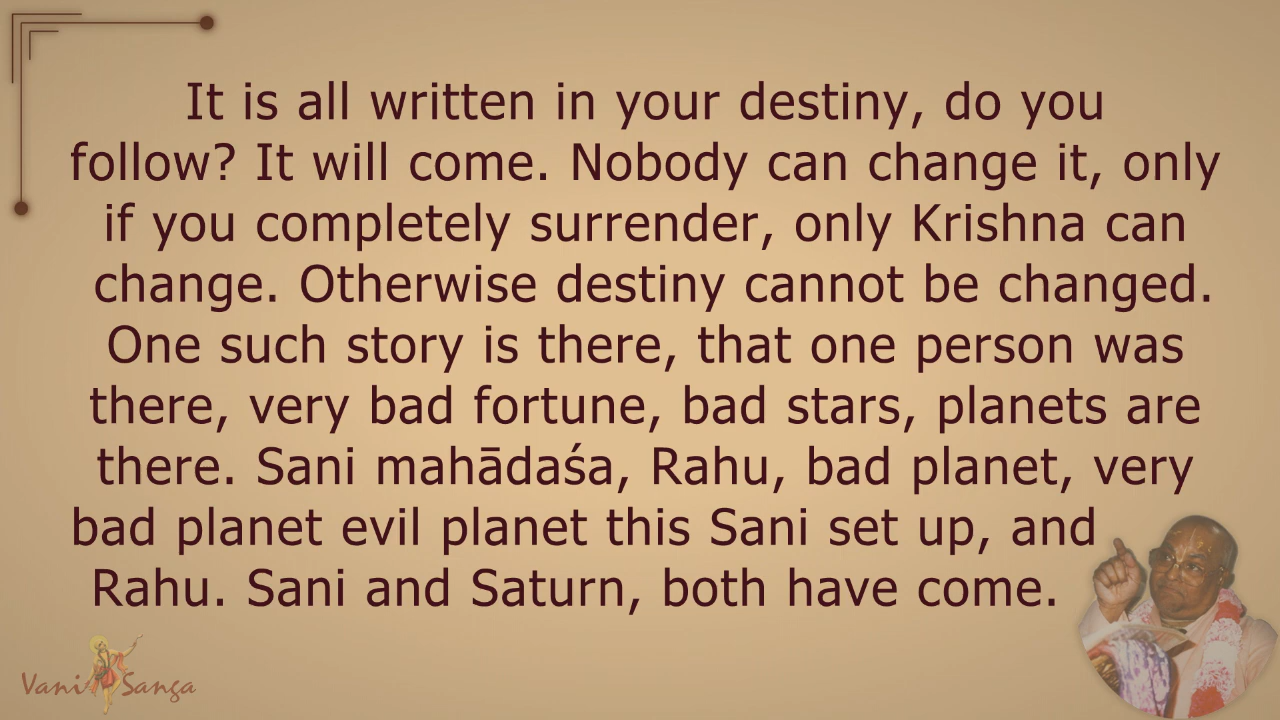 It is all written in your destiny, do you
follow? It will come. Nobody can change it, only
if you completely surrender, only Krishna can
change. Otherwise destiny cannot be changed.
One such story is there, that one person was
there, very bad fortune, bad stars, planets are
there. Sani mahādaśa, Rahu, bad planet, very
bad planet evil planet this Sani set up, and
Rahu. Sani and Saturn, both have come.
Vani Sanga